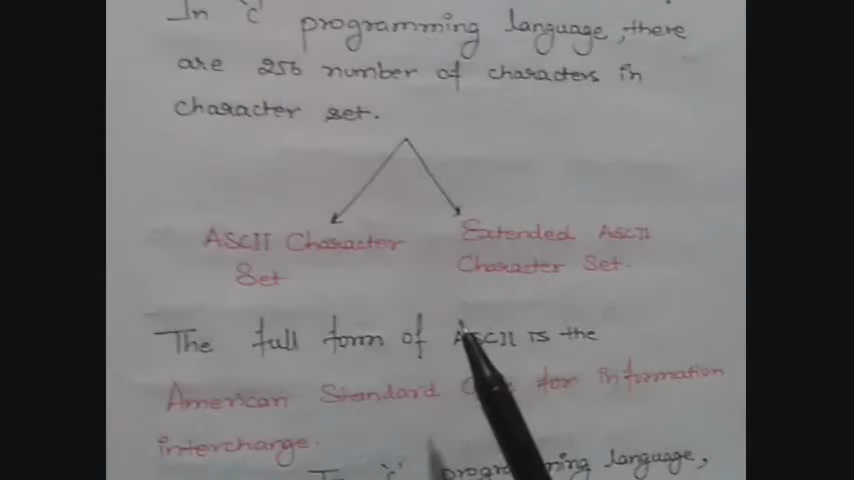 In 'C' programming language, there
are 256 number of characters in
character set.
ASCII Character
Set
Extended ASCII
Character Set.
The full form of ASCII is the
American Standard for information
interchange.
In 'C' programming language,